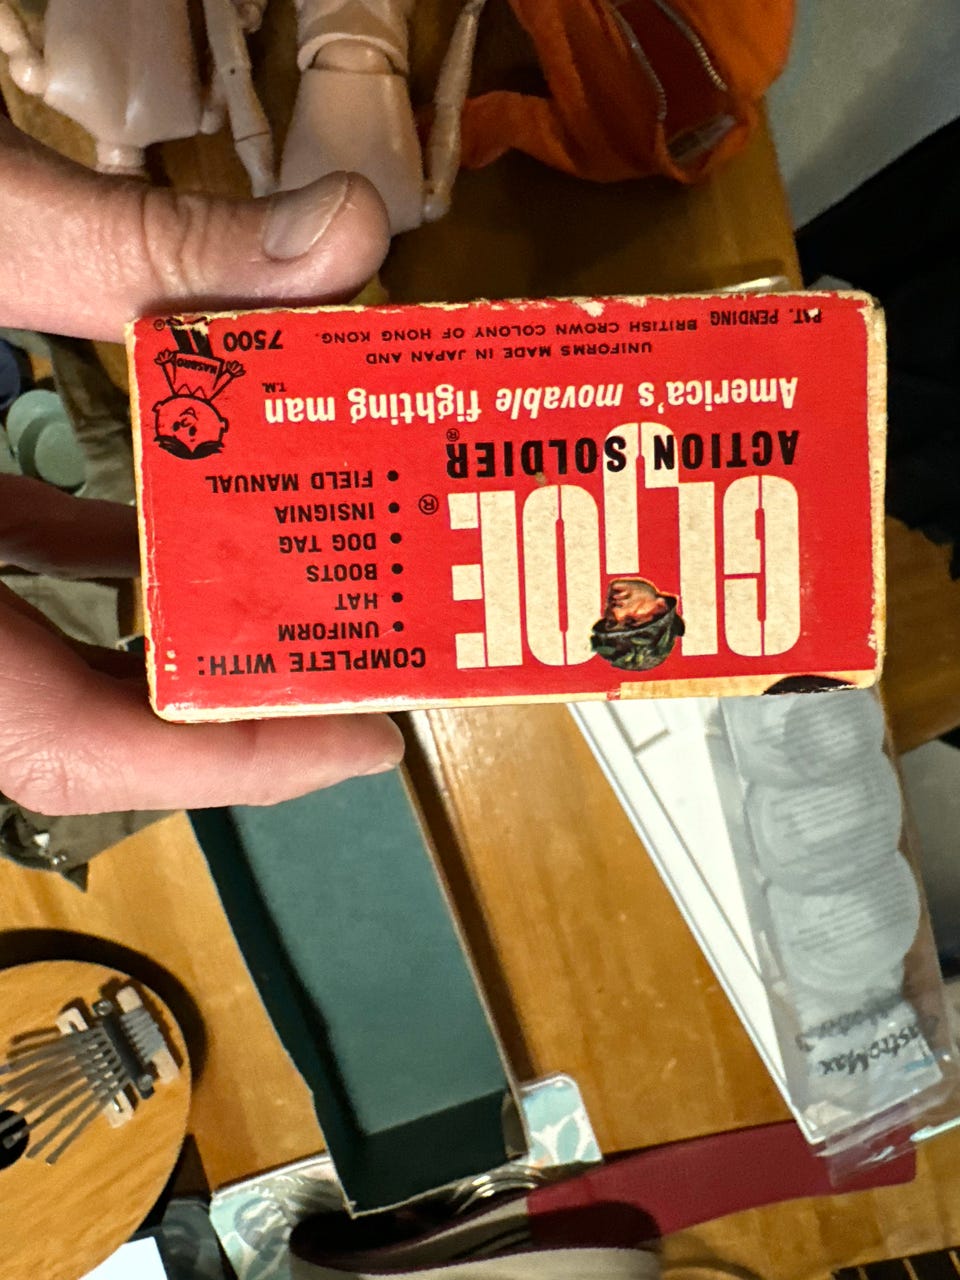 GI JOE®
ACTION SOLDIER®
America's movable fighting man
UNIFORMS MADE IN JAPAN AND
PAT. PENDING BRITISH CROWN COLONY OF HONG KONG.
COMPLETE WITH:
• UNIFORM
• HAT
• BOOTS
• DOG TAG
• INSIGNIA
• FIELD MANUAL
HASBRO
T.M.
7500
®